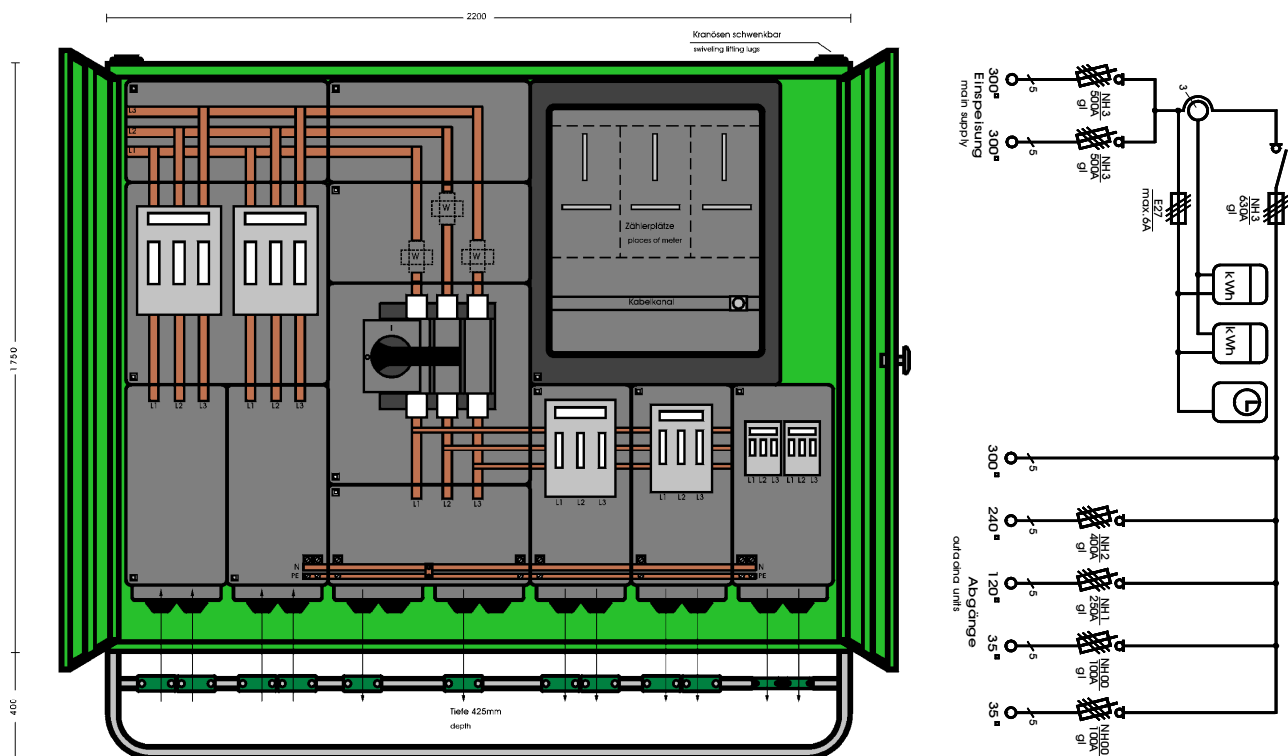 2200
Kranösen schwenkbar
swiveling lifting lugs
1750
400
L3
L2
L1
W
W
W
Zählerplätze
places of meter
Kabelkanal
I
0
L1 L2 L3
L1 L2 L3
L1 L2 L3
L1 L2 L3
L1 L2 L3
L1 L2 L3
L1 L2 L3
N
PE
N
PE
Tiefe 425mm
depth
Einspeisung
main supply
300
5
NH3
500A
gl
300
5
NH3
500A
gl
3
E27
max.6A
NH3
630A
gl
kWh
kWh
Abgänge
outgoing units
300
5
240
5
NH2
400A
gl
120
5
NH1
250A
gl
35
5
NH00
100A
gl
35
5
NH00
100A
gl